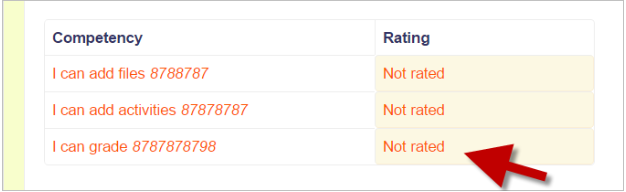 Competency Rating
I can add files 8788787 Not rated
I can add activities 87878787 Not rated
I can grade 8787878798 Not rated